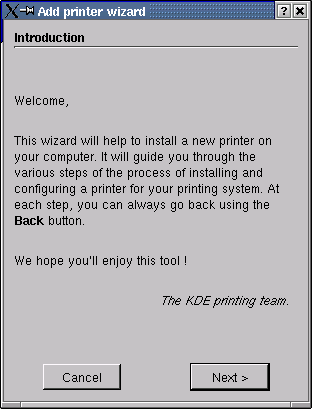 Add printer wizard
Introduction
Welcome,
This wizard will help to install a new printer on
your computer. It will guide you through the
various steps of the process of installing and
configuring a printer for your printing system. At
each step, you can always go back using the
Back button.
We hope you'll enjoy this tool !
The KDE printing team.
Cancel
Next >